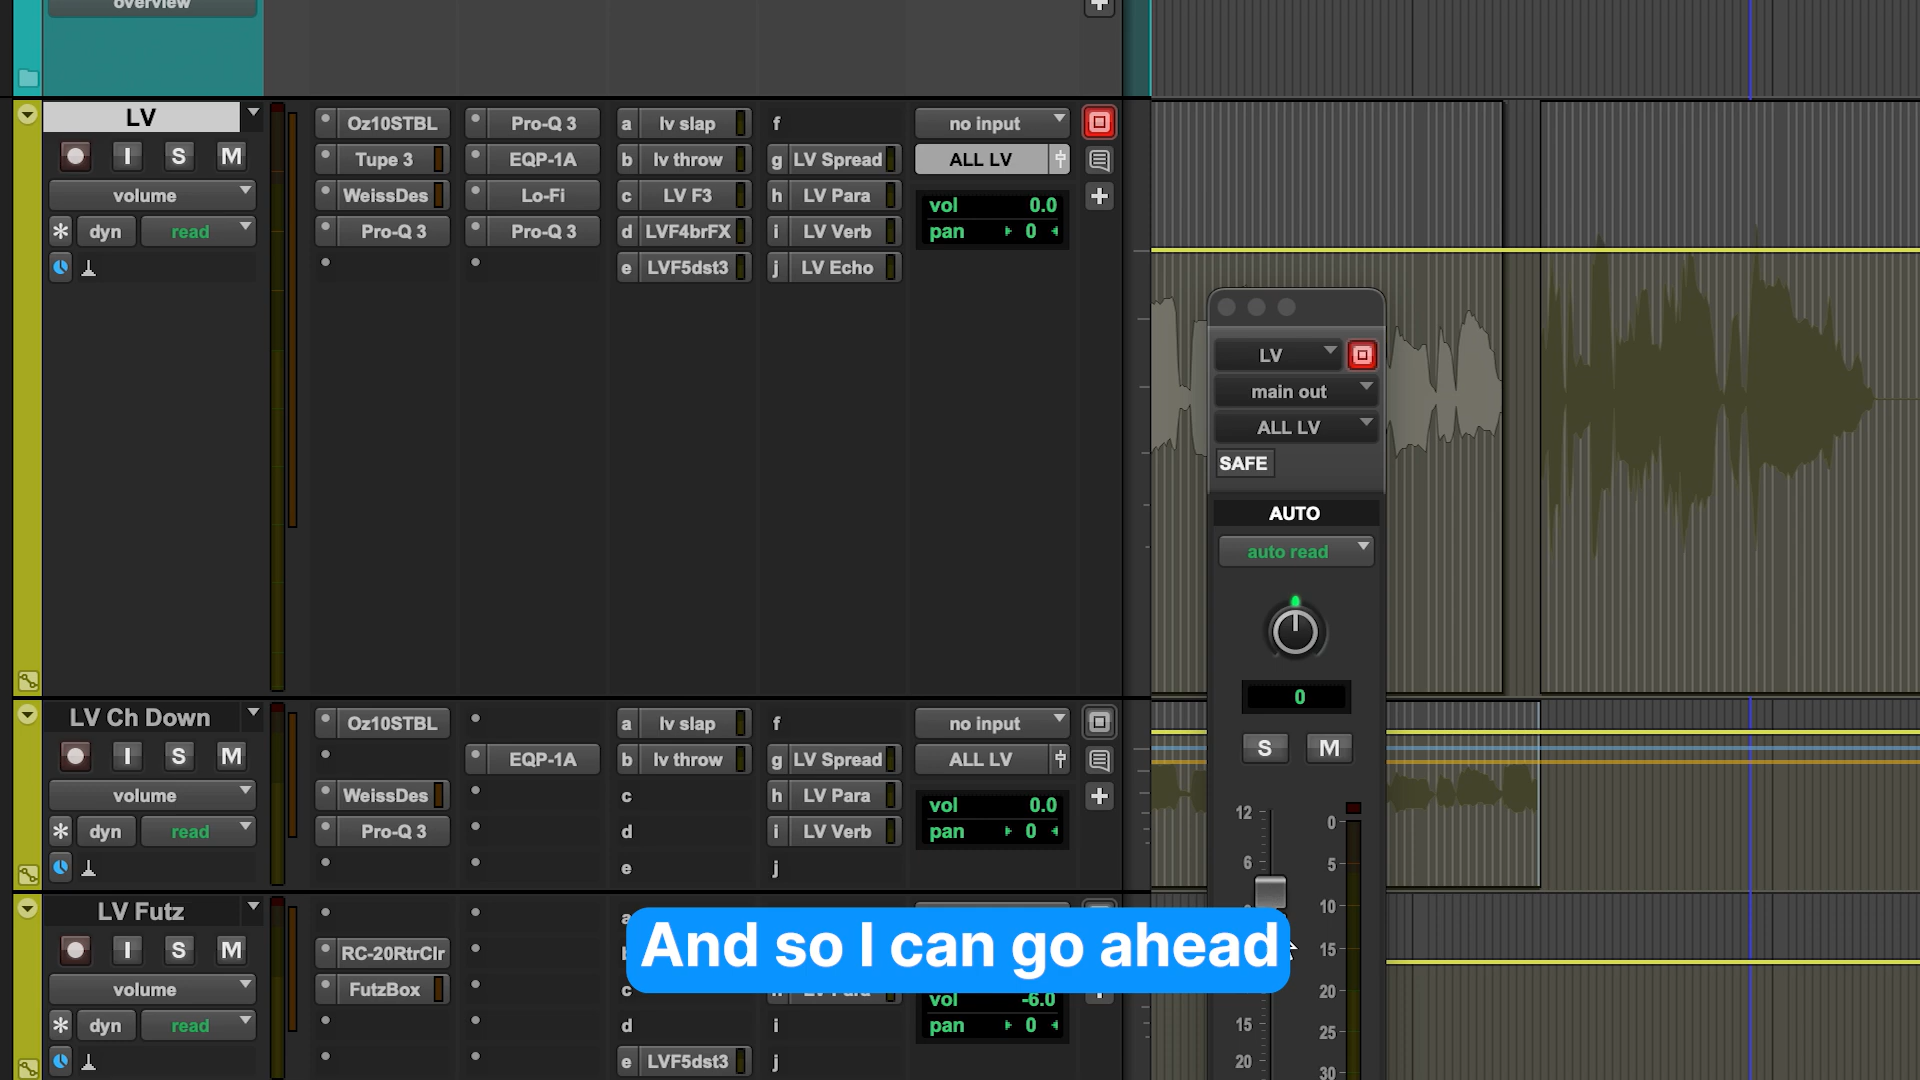 overview
LV
I S M
volume
dyn read
Oz10STBL
Tupe 3
WeissDes
Pro-Q 3
Pro-Q 3
EQP-1A
Lo-Fi
Pro-Q 3
a lv slap
b lv throw
c LV F3
d LVF4brFX
e LVF5dst3
f
g LV Spread
h LV Para
i LV Verb
j LV Echo
no input
ALL LV
vol 0.0
pan 0
LV
main out
ALL LV
SAFE
AUTO
auto read
0
S M
12
6
15
20
0
5
10
15
20
25
30
LV Ch Down
I S M
volume
dyn read
Oz10STBL
WeissDes
Pro-Q 3
EQP-1A
a lv slap
b lv throw
c
d
e
f
g LV Spread
h LV Para
i LV Verb
j
no input
ALL LV
vol 0.0
pan 0
LV Futz
I S M
volume
dyn read
RC-20RtrClr
FutzBox
c
d
e LVF5dst3
i
j
vol -6.0
pan 0
And so I can go ahead